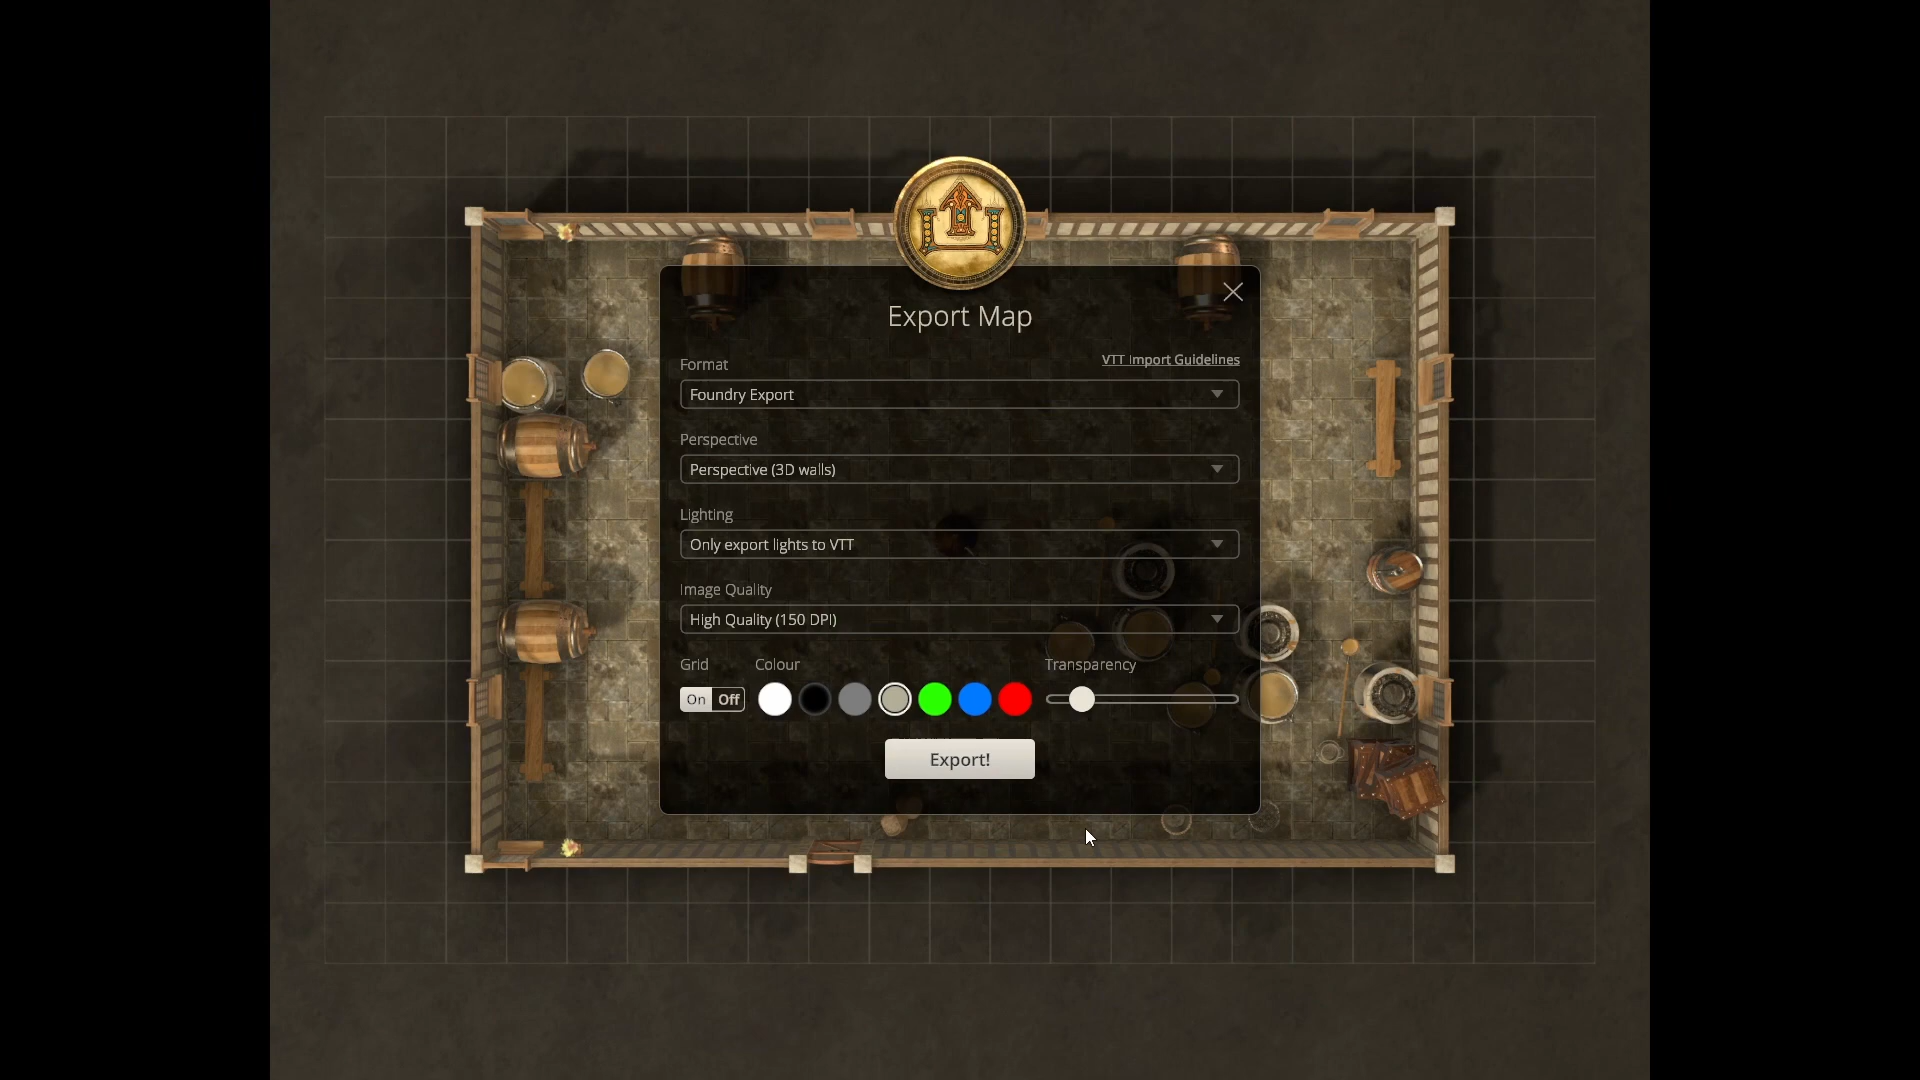 Export Map
Format
VTT Import Guidelines
Foundry Export
Perspective
Perspective (3D walls)
Lighting
Only export lights to VTT
Image Quality
High Quality (150 DPI)
Grid Colour Transparency
On Off
Export!